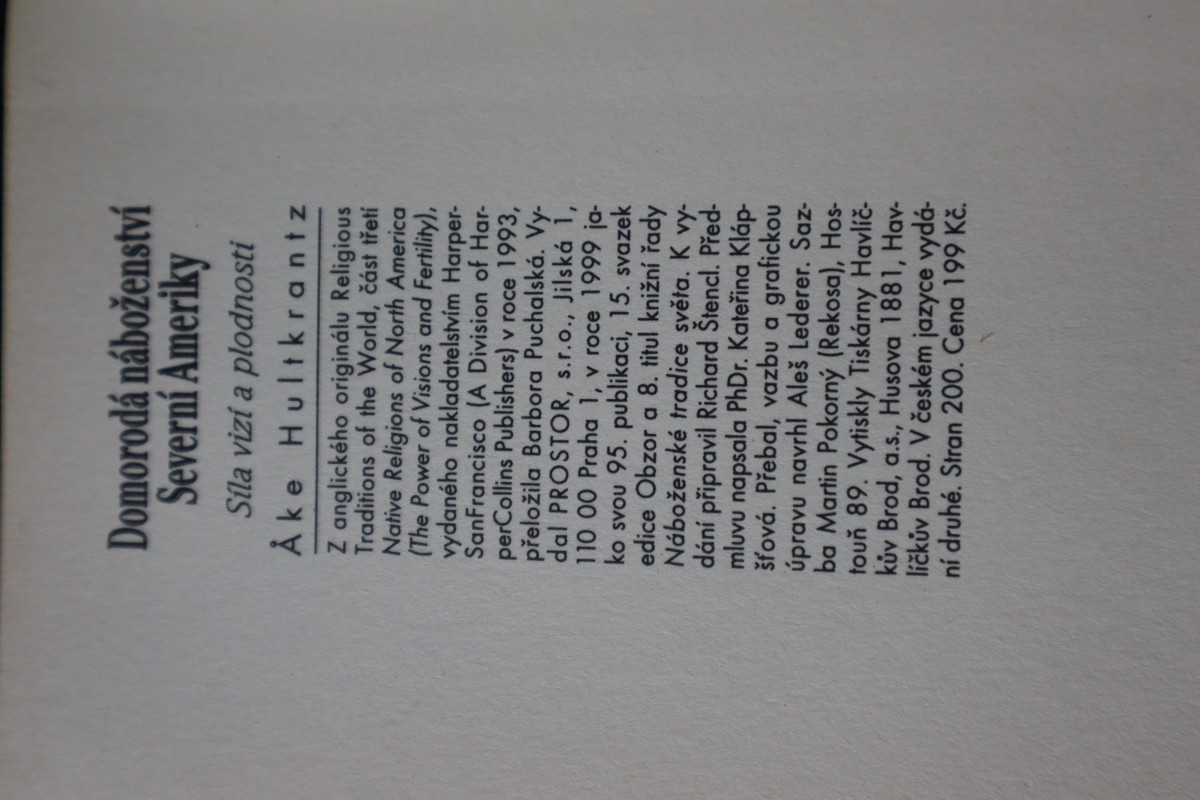 Domorodá náboženství
Severní Ameriky
Síla vizí a plodnosti
Åke Hultkrantz
Z anglického originálu Religious
Traditions of the World, část třetí
Native Religions of North America
(The Power of Visions and Fertility),
vydaného nakladatelstvím Harper-
SanFrancisco (A Division of Har-
perCollins Publishers) v roce 1993,
přeložila Barbora Puchalská. Vy-
dal PROSTOR, s.r.o., Jilská 1,
110 00 Praha 1, v roce 1999 ja-
ko svou 95. publikaci, 15. svazek
edice Obzor a 8. titul knižní řady
Náboženské tradice světa. K vy-
dání připravil Richard Štencl. Před-
mluvu napsala PhDr. Kateřina Kláp-
šťová. Přebal, vazbu a grafickou
úpravu navrhl Aleš Lederer. Saz-
ba Martin Pokorný (Rekosa), Hos-
touň 89. Vytiskly Tiskárny Havlíč-
kův Brod, a.s., Husova 1881, Hav-
líčkův Brod. V českém jazyce vydá-
ní druhé. Stran 200. Cena 199 Kč.